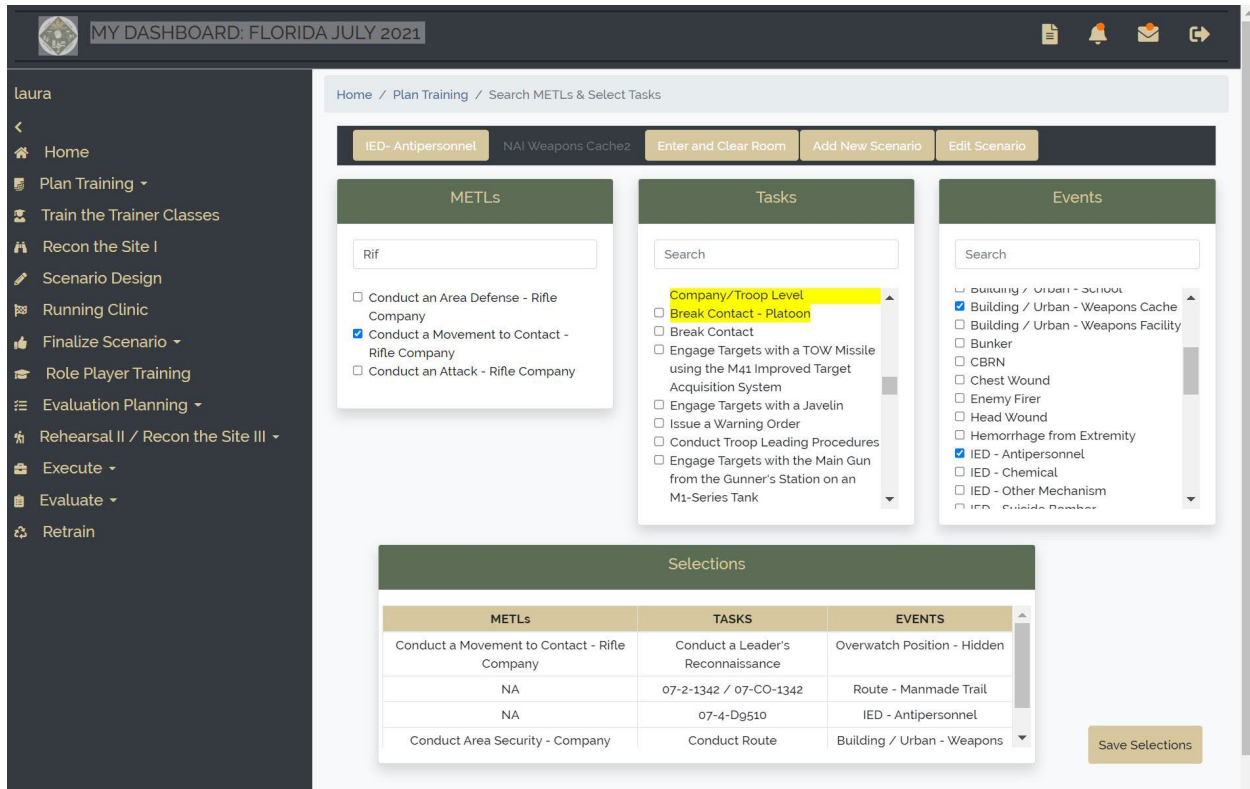 MY DASHBOARD: FLORIDA JULY 2021
laura
Home
Plan Training
Train the Trainer Classes
Recon the Site I
Scenario Design
Running Clinic
Finalize Scenario
Role Player Training
Evaluation Planning
Rehearsal II / Recon the Site III
Execute
Evaluate
Retrain
Home / Plan Training / Search METLs & Select Tasks
IED- Antipersonnel NAI Weapons Cache2 Enter and Clear Room Add New Scenario Edit Scenario
METLs
Rif
Conduct an Area Defense - Rifle
Company
Conduct a Movement to Contact -
Rifle Company
Conduct an Attack - Rifle Company
Tasks
Search
Company/Troop Level
Break Contact - Platoon
Break Contact
Engage Targets with a TOW Missile
using the M41 Improved Target
Acquisition System
Engage Targets with a Javelin
Issue a Warning Order
Conduct Troop Leading Procedures
Engage Targets with the Main Gun
from the Gunner's Station on an
M1-Series Tank
Events
Search
Building / Urban - School
Building / Urban - Weapons Cache
Building / Urban - Weapons Facility
Bunker
CBRN
Chest Wound
Enemy Firer
Head Wound
Hemorrhage from Extremity
IED - Antipersonnel
IED - Chemical
IED - Other Mechanism
IED - Suicide Bomber
Selections
METLs TASKS EVENTS
Conduct a Movement to Contact - Rifle Conduct a Leader's Overwatch Position - Hidden
Company Reconnaissance
NA 07-2-1342 / 07-CO-1342 Route - Manmade Trail
NA 07-4-D9510 IED - Antipersonnel
Conduct Area Security - Company Conduct Route Building / Urban - Weapons
Save Selections